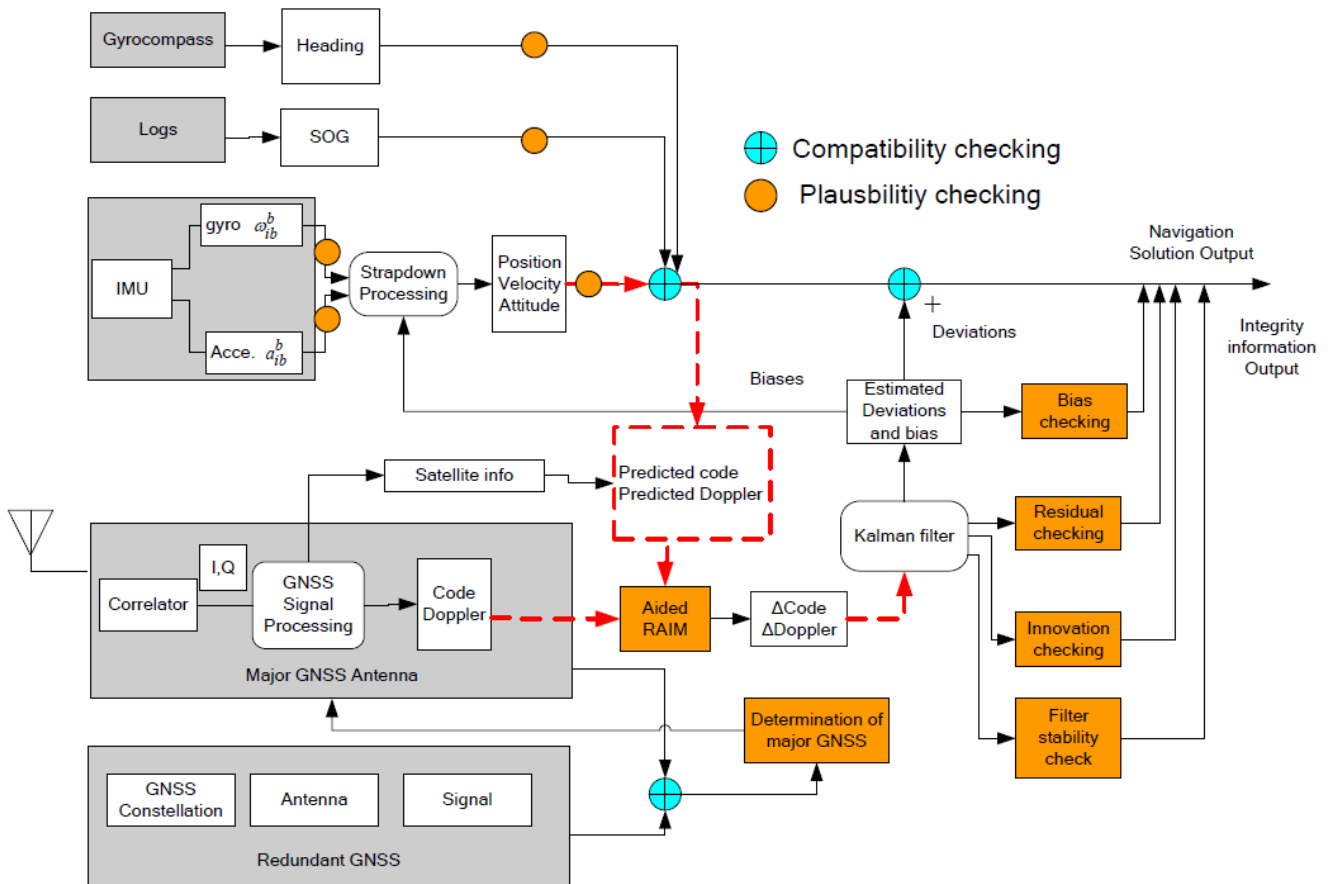 Gyrocompass
Heading
Logs
SOG
Compatibility checking
Plausbilitiy checking
gyro ω_ib^b
IMU
Acce. a_ib^b
Strapdown
Processing
Position
Velocity
Attitude
Navigation
Solution Output
+
Deviations
Integrity
information
Output
Biases
Estimated
Deviations
and bias
Bias
checking
Satellite info
Predicted code
Predicted Doppler
Kalman filter
Residual
checking
I,Q
Correlator
GNSS
Signal
Processing
Code
Doppler
Major GNSS Antenna
Aided
RAIM
ΔCode
ΔDoppler
Innovation
checking
Determination of
major GNSS
Filter
stability
check
GNSS
Constellation
Antenna
Signal
Redundant GNSS